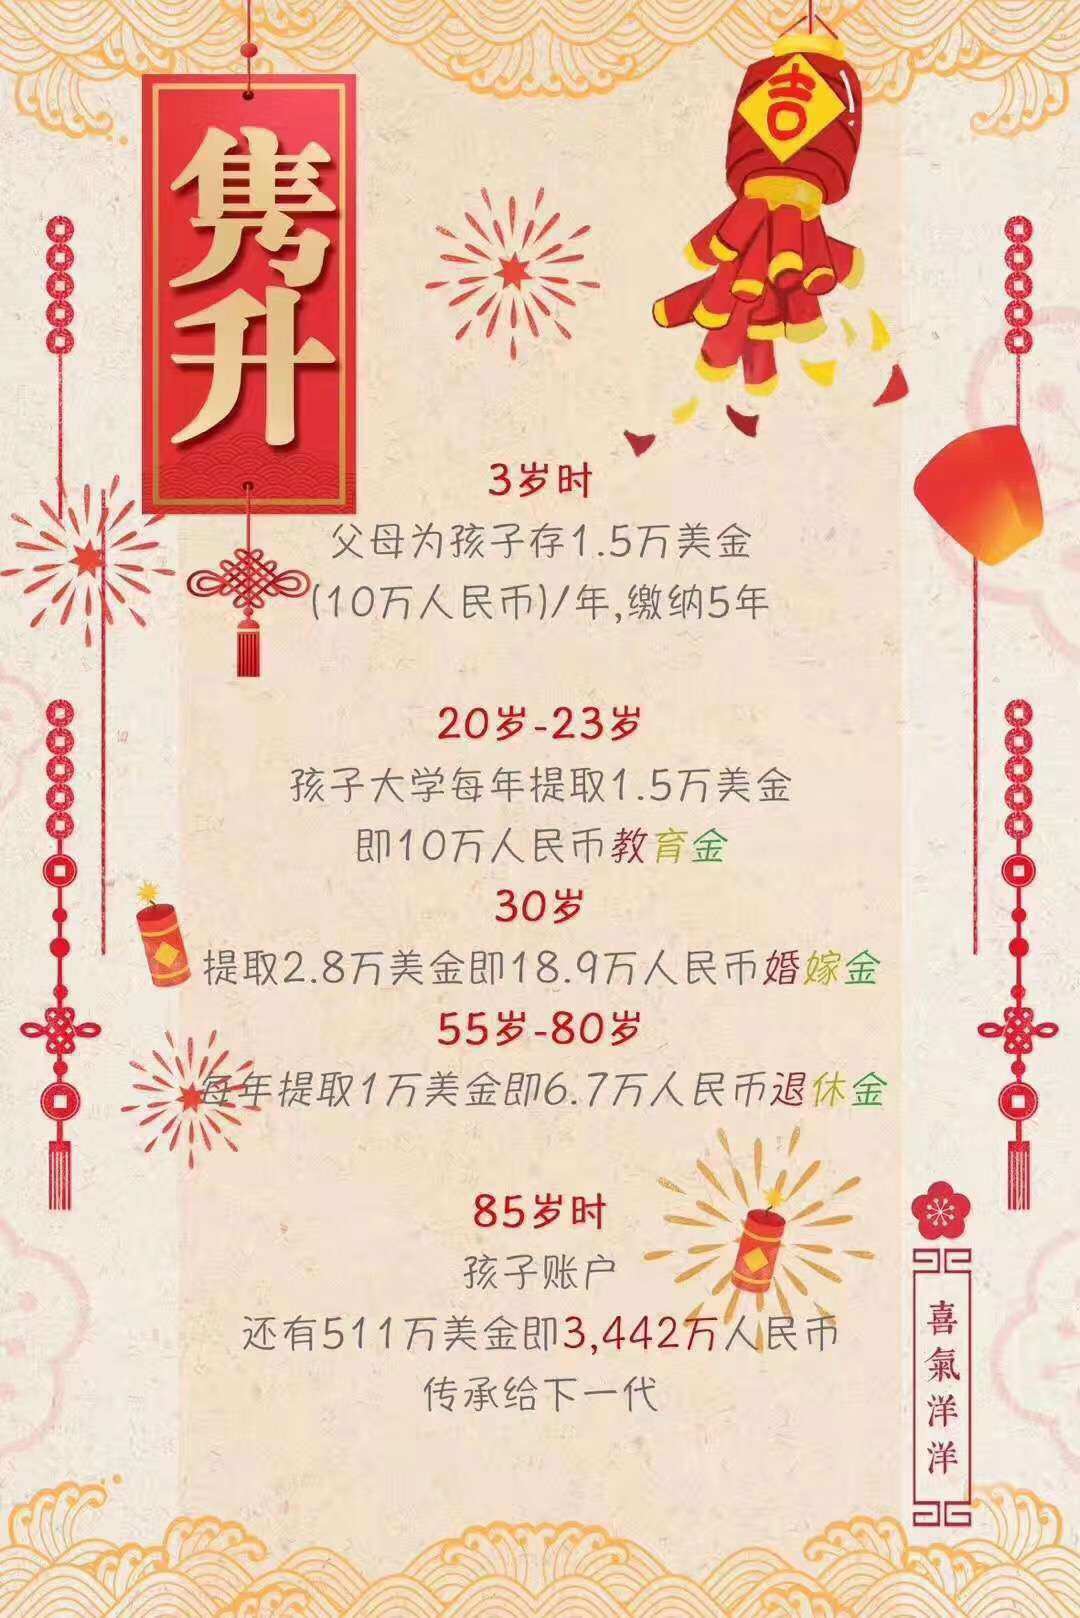 隽升
吉
3岁时
父母为孩子存1.5万美金
(10万人民币)/年,缴纳5年
20岁-23岁
孩子大学每年提取1.5万美金
即10万人民币教育金
30岁
提取2.8万美金即18.9万人民币婚嫁金
55岁-80岁
每年提取1万美金即6.7万人民币退休金
85岁时
孩子账户
还有511万美金即3,442万人民币
传承给下一代
喜氣洋洋